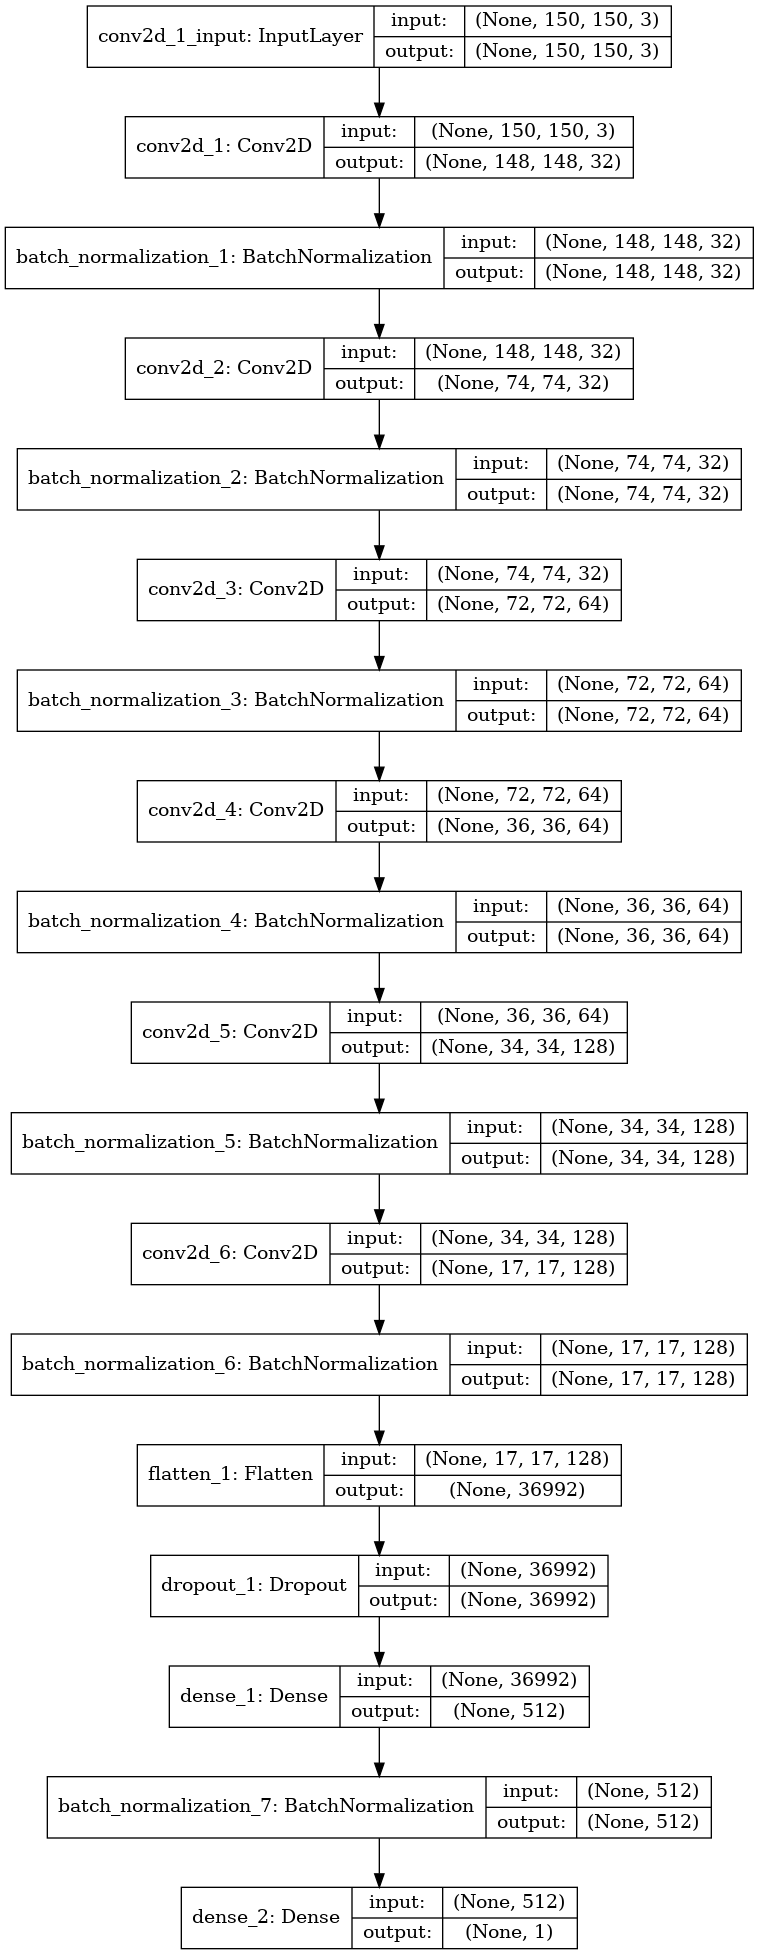 conv2d_1_input: InputLayer
input: (None, 150, 150, 3)
output: (None, 150, 150, 3)
conv2d_1: Conv2D
input: (None, 150, 150, 3)
output: (None, 148, 148, 32)
batch_normalization_1: BatchNormalization
input: (None, 148, 148, 32)
output: (None, 148, 148, 32)
conv2d_2: Conv2D
input: (None, 148, 148, 32)
output: (None, 74, 74, 32)
batch_normalization_2: BatchNormalization
input: (None, 74, 74, 32)
output: (None, 74, 74, 32)
conv2d_3: Conv2D
input: (None, 74, 74, 32)
output: (None, 72, 72, 64)
batch_normalization_3: BatchNormalization
input: (None, 72, 72, 64)
output: (None, 72, 72, 64)
conv2d_4: Conv2D
input: (None, 72, 72, 64)
output: (None, 36, 36, 64)
batch_normalization_4: BatchNormalization
input: (None, 36, 36, 64)
output: (None, 36, 36, 64)
conv2d_5: Conv2D
input: (None, 36, 36, 64)
output: (None, 34, 34, 128)
batch_normalization_5: BatchNormalization
input: (None, 34, 34, 128)
output: (None, 34, 34, 128)
conv2d_6: Conv2D
input: (None, 34, 34, 128)
output: (None, 17, 17, 128)
batch_normalization_6: BatchNormalization
input: (None, 17, 17, 128)
output: (None, 17, 17, 128)
flatten_1: Flatten
input: (None, 17, 17, 128)
output: (None, 36992)
dropout_1: Dropout
input: (None, 36992)
output: (None, 36992)
dense_1: Dense
input: (None, 36992)
output: (None, 512)
batch_normalization_7: BatchNormalization
input: (None, 512)
output: (None, 512)
dense_2: Dense
input: (None, 512)
output: (None, 1)